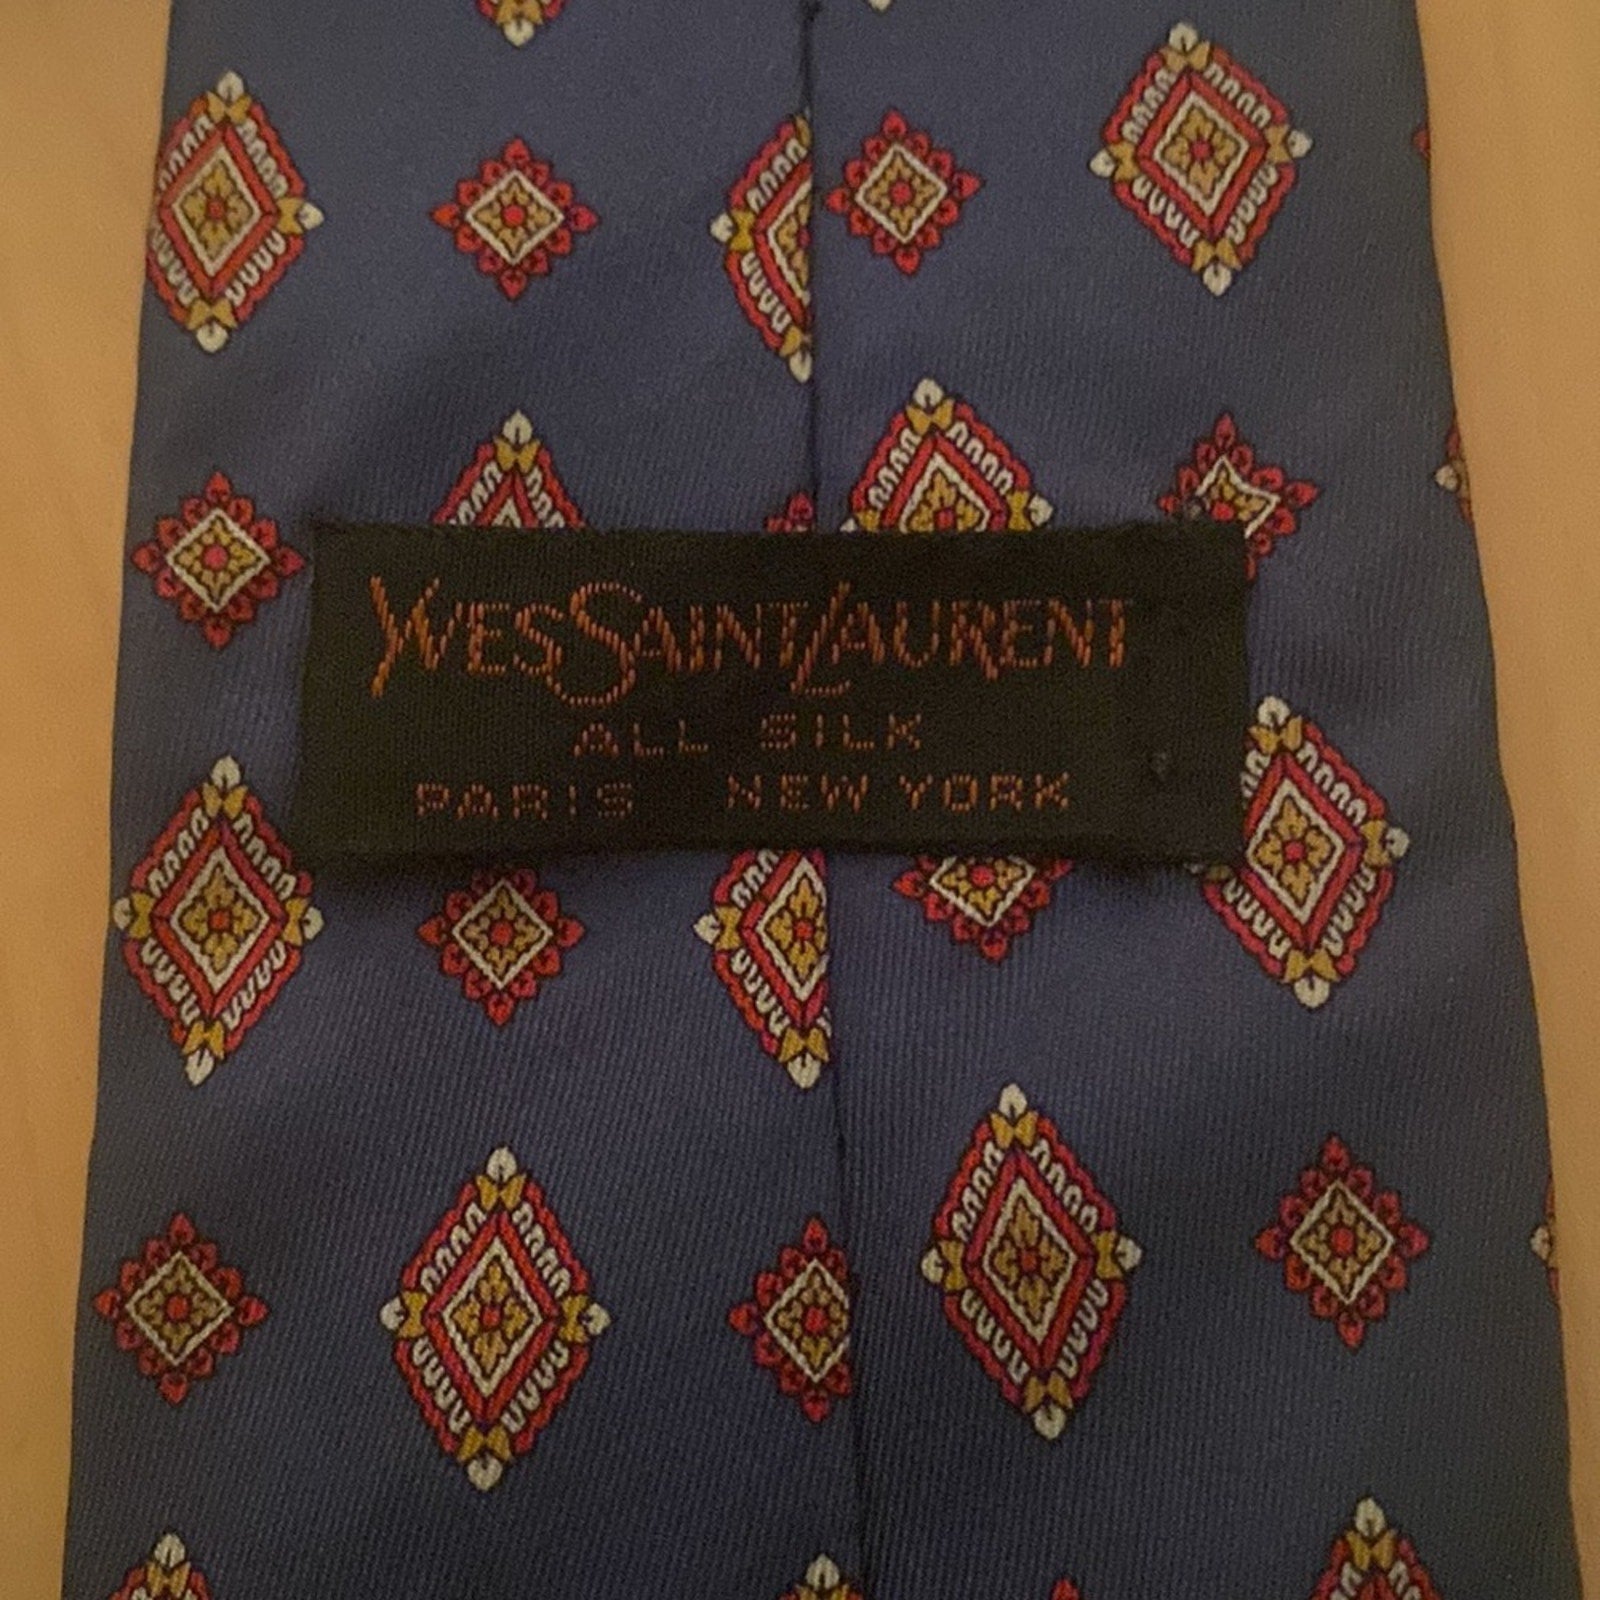 YVESSAINTLAURENT
ALL SILK
PARIS NEW YORK